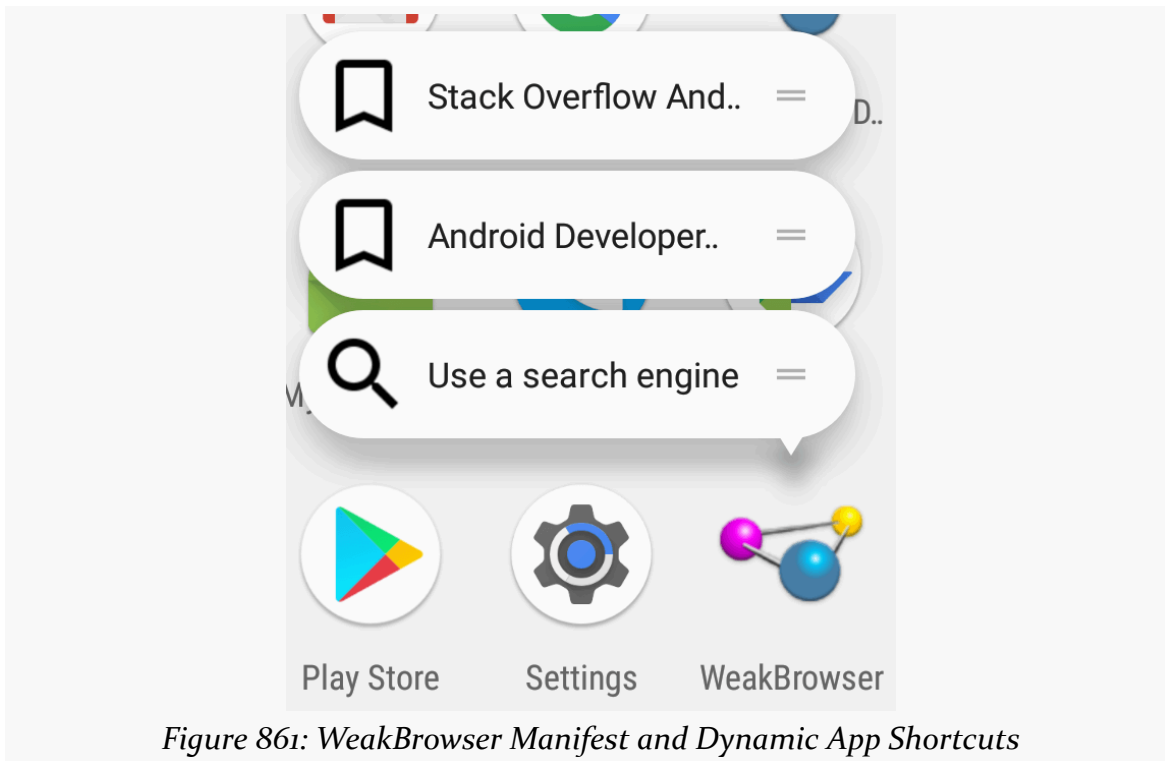 Stack Overflow And..
D..
Android Developer..
Use a search engine
My
Play Store
Settings
WeakBrowser
Figure 861: WeakBrowser Manifest and Dynamic App Shortcuts